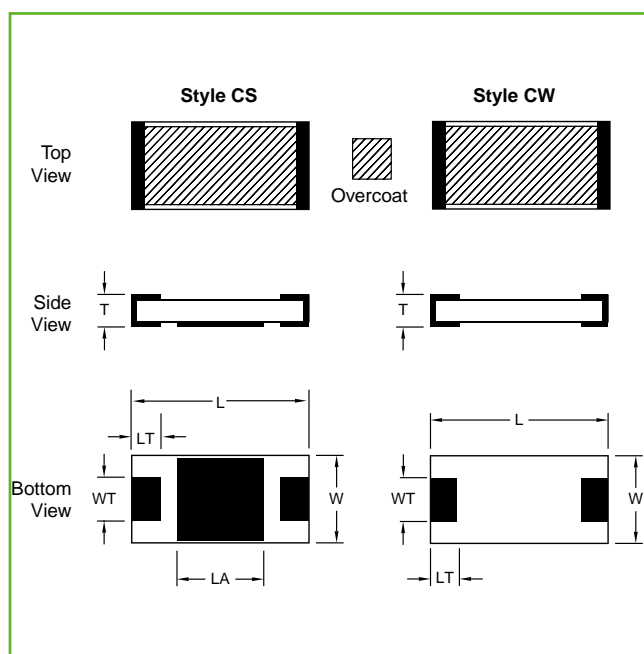 Style CS
Style CW
Top
View
Overcoat
Side
View
T
T
L
L
LT
Bottom
View
WT
W
WT
W
LA
LT